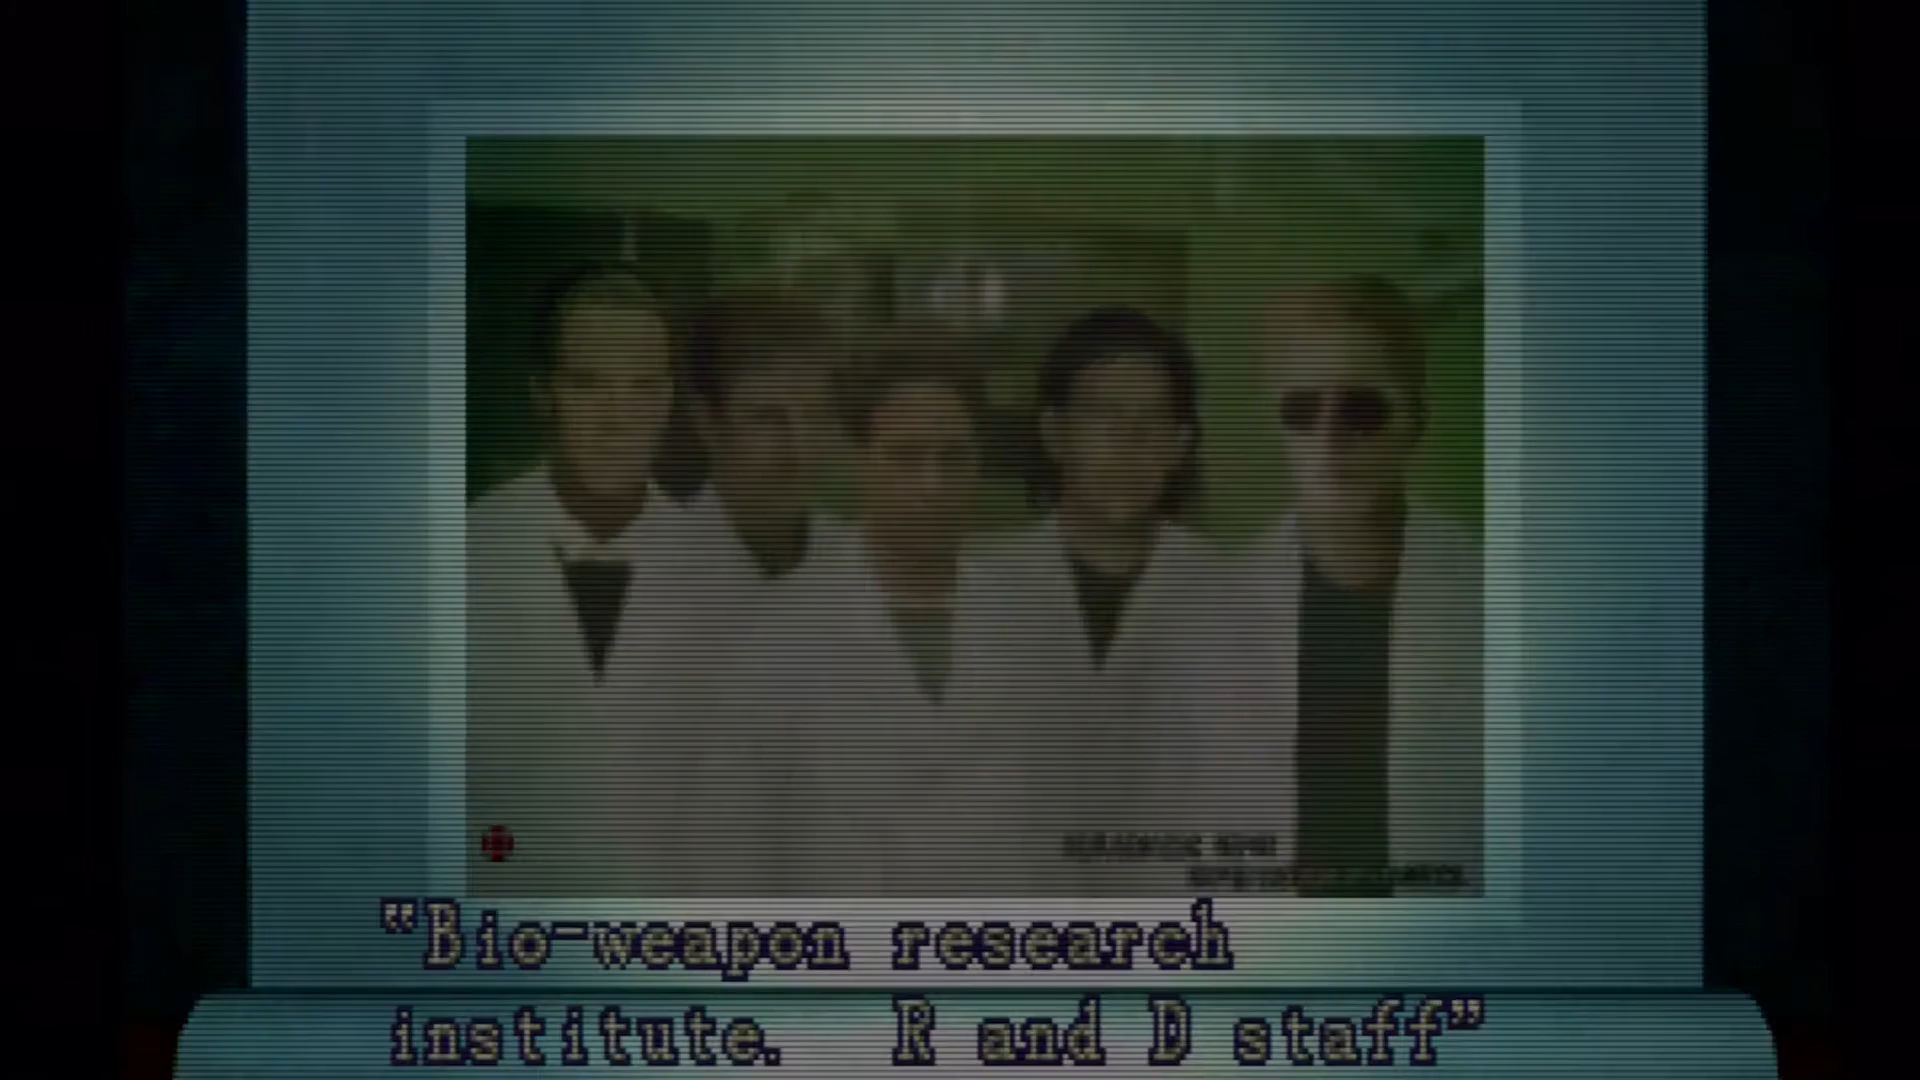 “Bio-weapon research
institute. R and D staff”